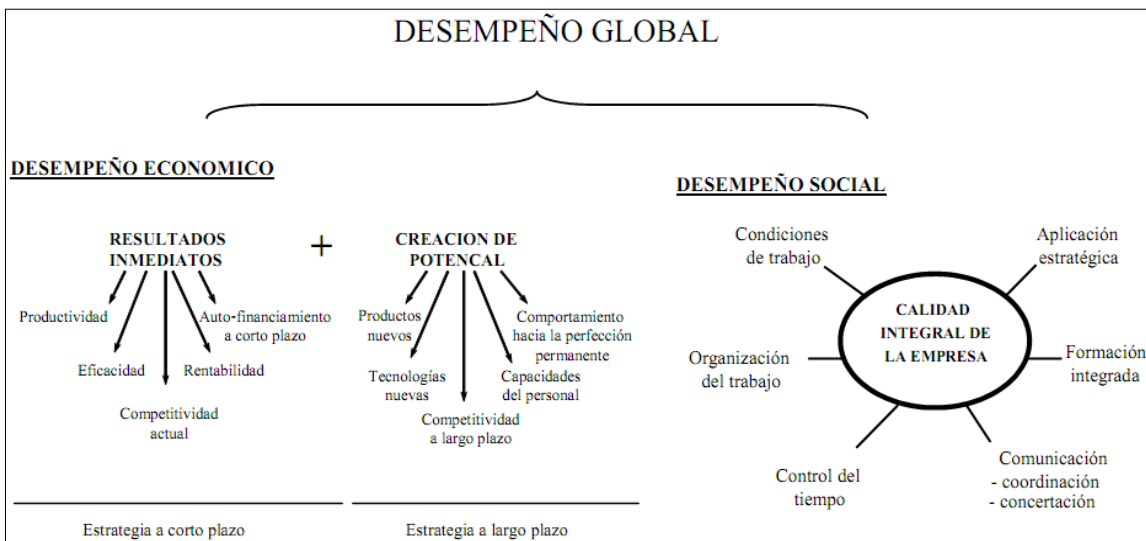 DESEMPEÑO GLOBAL
DESEMPEÑO ECONOMICO
RESULTADOS
INMEDIATOS
+
CREACION DE
POTENCAL
Productividad
Auto-financiamiento
a corto plazo
Eficacidad
Rentabilidad
Competitividad
actual
Productos
nuevos
Comportamiento
hacia la perfección
permanente
Tecnologías
nuevas
Capacidades
del personal
Competitividad
a largo plazo
Estrategia a corto plazo
Estrategia a largo plazo
DESEMPEÑO SOCIAL
Condiciones
de trabajo
Aplicación
estratégica
CALIDAD
INTEGRAL DE
LA EMPRESA
Organización
del trabajo
Formación
integrada
Control del
tiempo
Comunicación
- coordinación
- concertación